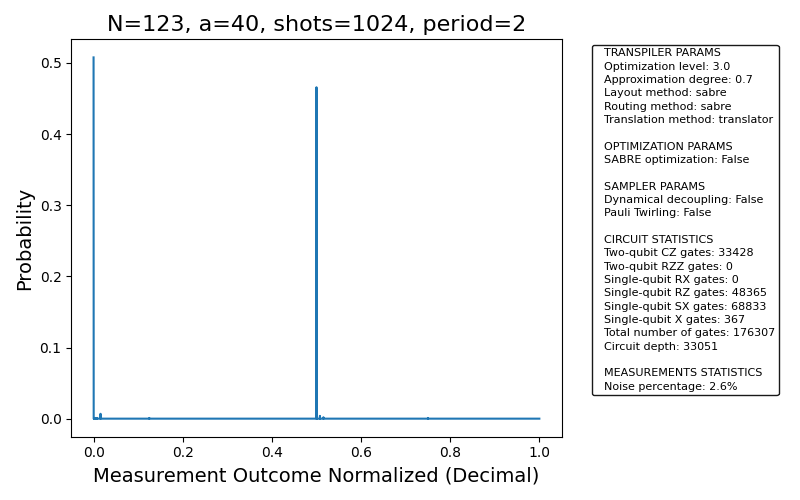 N=123, a=40, shots=1024, period=2
Probability
0.5
0.4
0.3
0.2
0.1
0.0
0.0 0.2 0.4 0.6 0.8 1.0
Measurement Outcome Normalized (Decimal)
TRANSPILER PARAMS
Optimization level: 3.0
Approximation degree: 0.7
Layout method: sabre
Routing method: sabre
Translation method: translator
OPTIMIZATION PARAMS
SABRE optimization: False
SAMPLER PARAMS
Dynamical decoupling: False
Pauli Twirling: False
CIRCUIT STATISTICS
Two-qubit CZ gates: 33428
Two-qubit RZZ gates: 0
Single-qubit RX gates: 0
Single-qubit RZ gates: 48365
Single-qubit SX gates: 68833
Single-qubit X gates: 367
Total number of gates: 176307
Circuit depth: 33051
MEASUREMENTS STATISTICS
Noise percentage: 2.6%